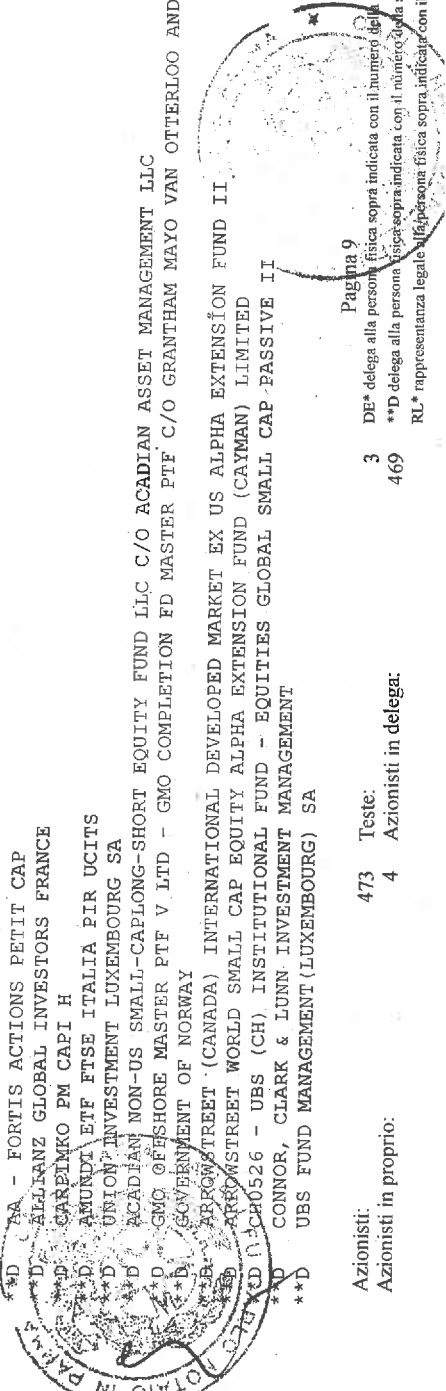 **D AA - FORTIS ACTIONS PETIT CAP
**D ALLIANZ GLOBAL INVESTORS FRANCE
**D CARPIMKO PM CAPI H
**D AMUNDI ETF FTSE ITALIA PIR UCITS
**D UNION INVESTMENT LUXEMBOURG SA
**D ACADIAN NON-US SMALL-CAPLONG-SHORT EQUITY FUND LLC C/O ACADIAN ASSET MANAGEMENT LLC
**D GMO OFFSHORE MASTER PTF V LTD - GMO COMPLETION FD MASTER PTF C/O GRANTHAM MAYO VAN OTTERLOO AND
**D GOVERNMENT OF NORWAY
**D ARROWSTREET (CANADA) INTERNATIONAL DEVELOPED MARKET EX US ALPHA EXTENSION FUND II
**D ARROWSTREET WORLD SMALL CAP EQUITY ALPHA EXTENSION FUND (CAYMAN) LIMITED
**D CH0526 - UBS (CH) INSTITUTIONAL FUND - EQUITIES GLOBAL SMALL CAP PASSIVE II
**D CONNOR, CLARK & LUNN INVESTMENT MANAGEMENT
**D UBS FUND MANAGEMENT(LUXEMBOURG) SA
Pagina 9
Azionisti: 473 Teste: 3 DE* delega alla persona fisica sopra indicata con il numero della
Azionisti in proprio: 4 Azionisti in delega: 469 **D delega alla persona fisica sopra indicata con il numero della s
RL* rappresentanza legale alla persona fisica sopra indicata con i
NOTAIO IN PARMA